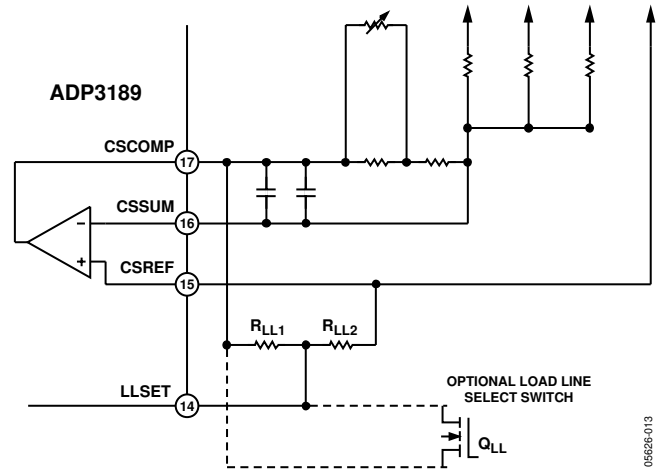 ADP3189
CSCOMP
17
CSSUM
16
CSREF
15
RLL1
RLL2
LLSET
14
OPTIONAL LOAD LINE
SELECT SWITCH
QLL
–
+
05626-013